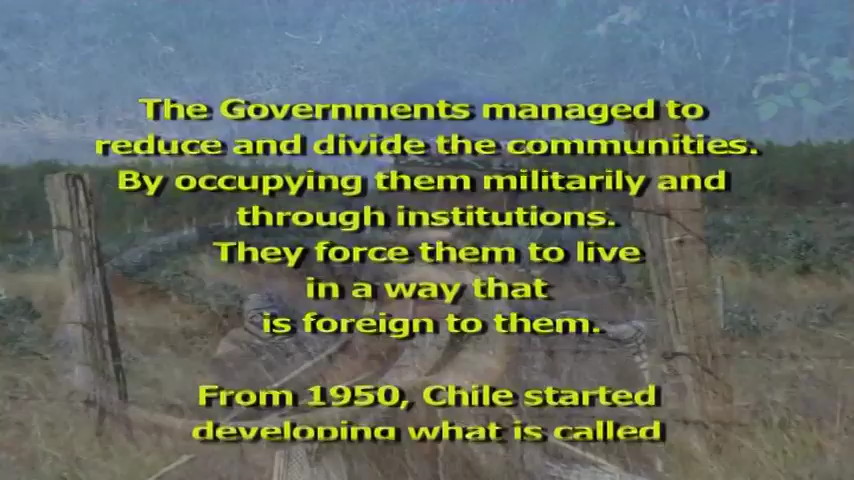 The Governments managed to
reduce and divide the communities.
By occupying them militarily and
through institutions.
They force them to live
in a way that
is foreign to them.
From 1950, Chile started
developing what is called